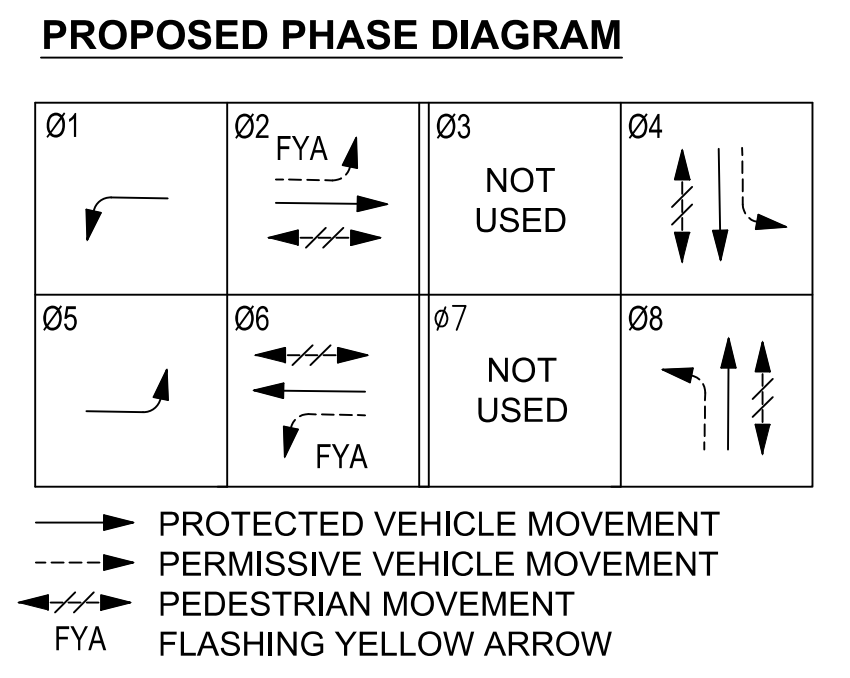 PROPOSED PHASE DIAGRAM
Ø1
Ø2
FYA
Ø3
NOT
USED
Ø4
Ø5
Ø6
FYA
ø7
NOT
USED
Ø8
PROTECTED VEHICLE MOVEMENT
PERMISSIVE VEHICLE MOVEMENT
PEDESTRIAN MOVEMENT
FYA FLASHING YELLOW ARROW